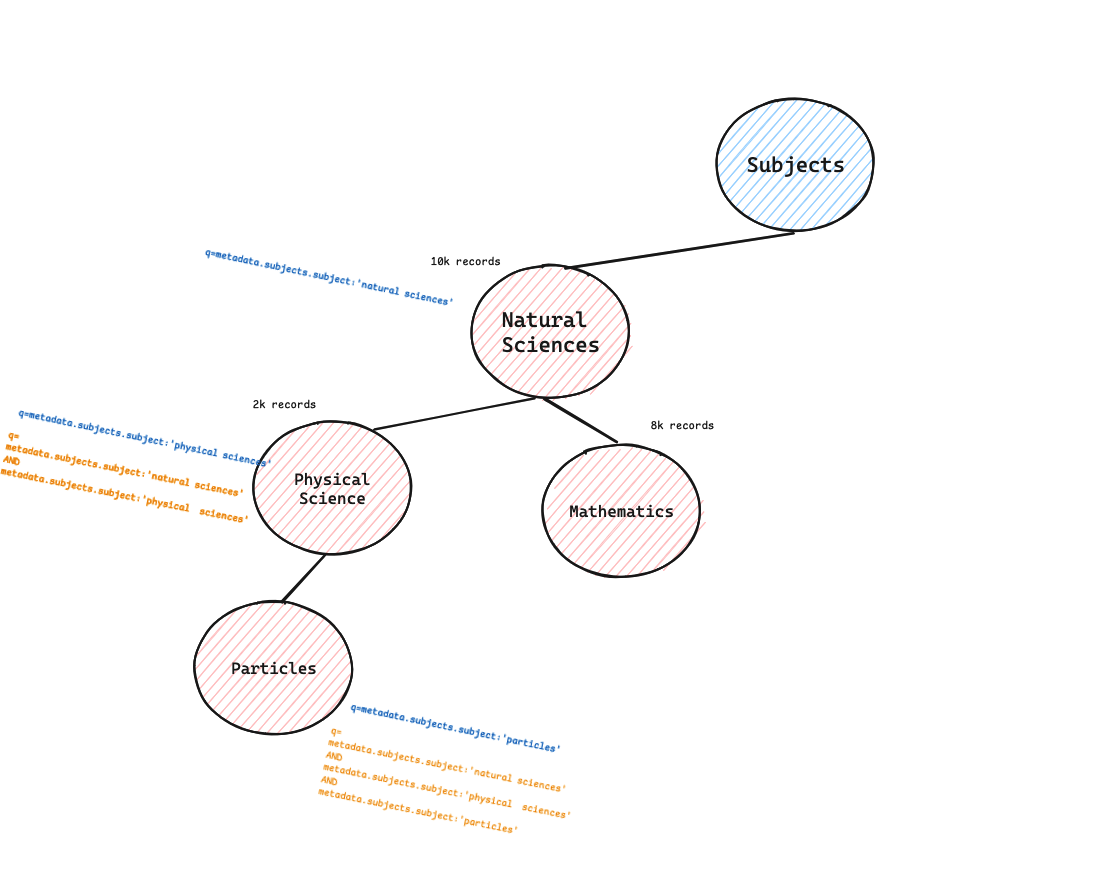 Subjects
10k records
q=metadata.subjects.subject:'natural sciences'
Natural
Sciences
2k records
8k records
q=metadata.subjects.subject:'physical sciences'
q=
metadata.subjects.subject:'natural sciences'
AND
metadata.subjects.subject:'physical  sciences'
Physical
Science
Mathematics
Particles
q=metadata.subjects.subject:'particles'
q=
metadata.subjects.subject:'natural sciences'
AND
metadata.subjects.subject:'physical  sciences'
AND
metadata.subjects.subject:'particles'